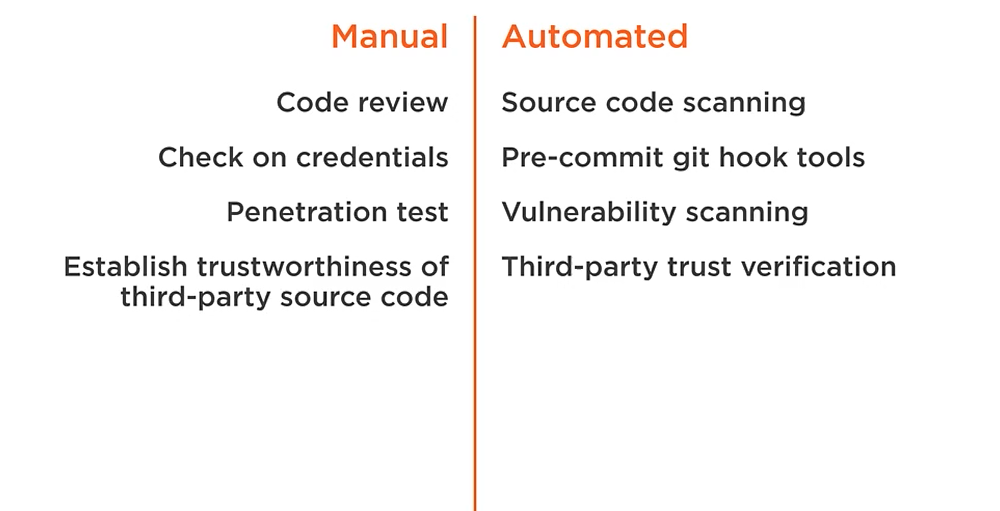 Manual
Automated
Code review
Source code scanning
Check on credentials
Pre-commit git hook tools
Penetration test
Vulnerability scanning
Establish trustworthiness of
third-party source code
Third-party trust verification